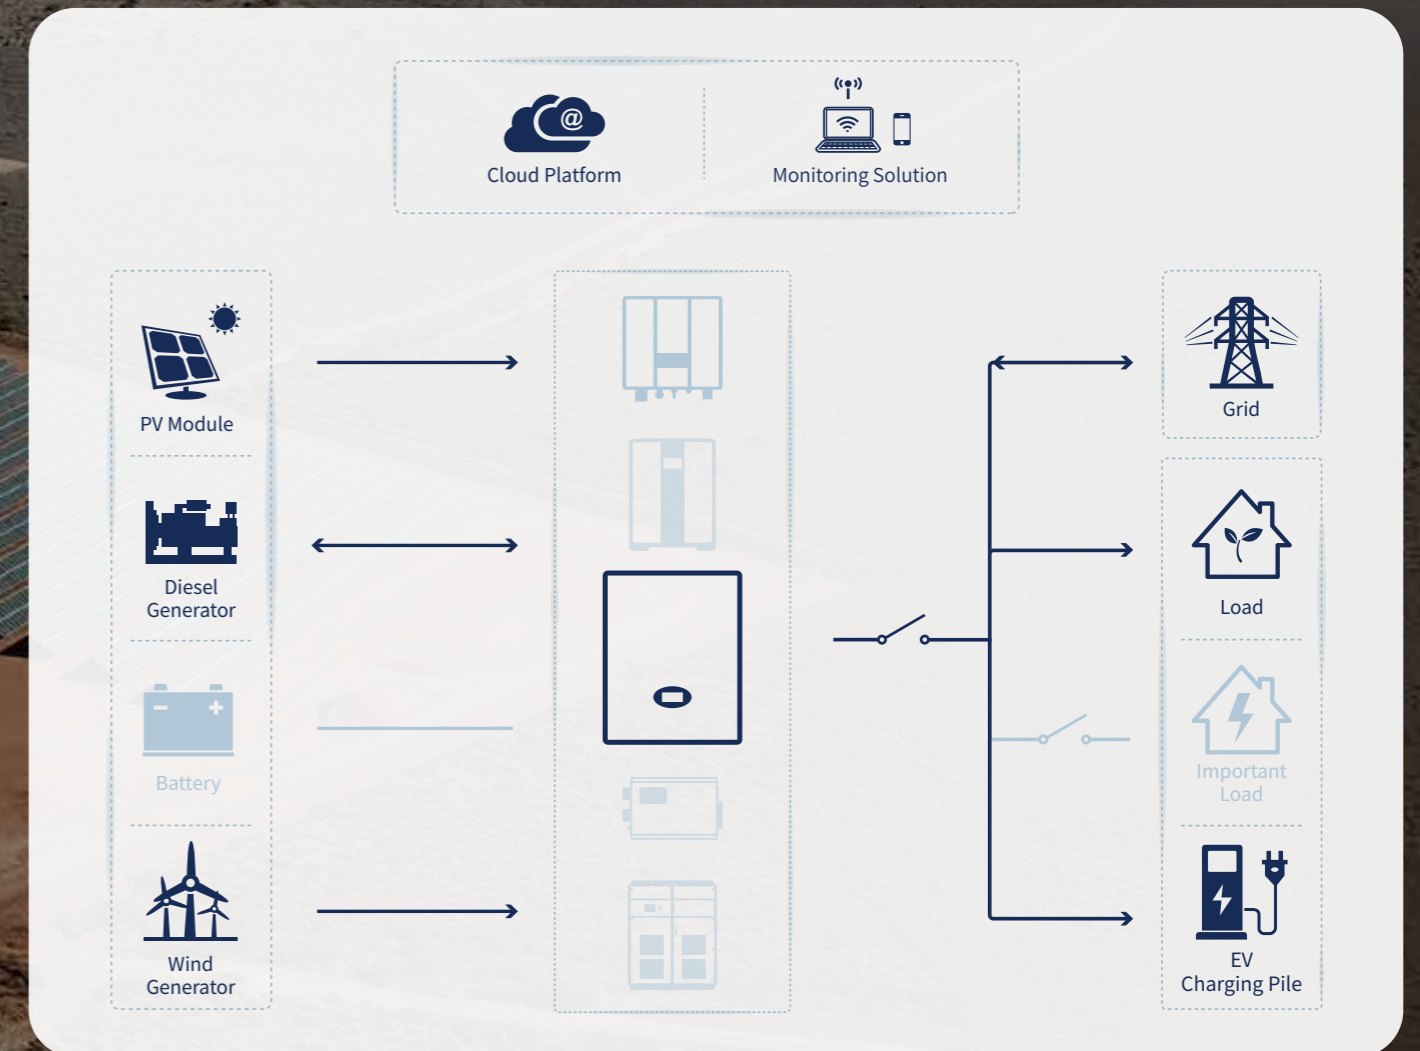 Cloud Platform
Monitoring Solution
PV Module
Diesel
Generator
Battery
Wind
Generator
Grid
Load
Important
Load
EV
Charging Pile